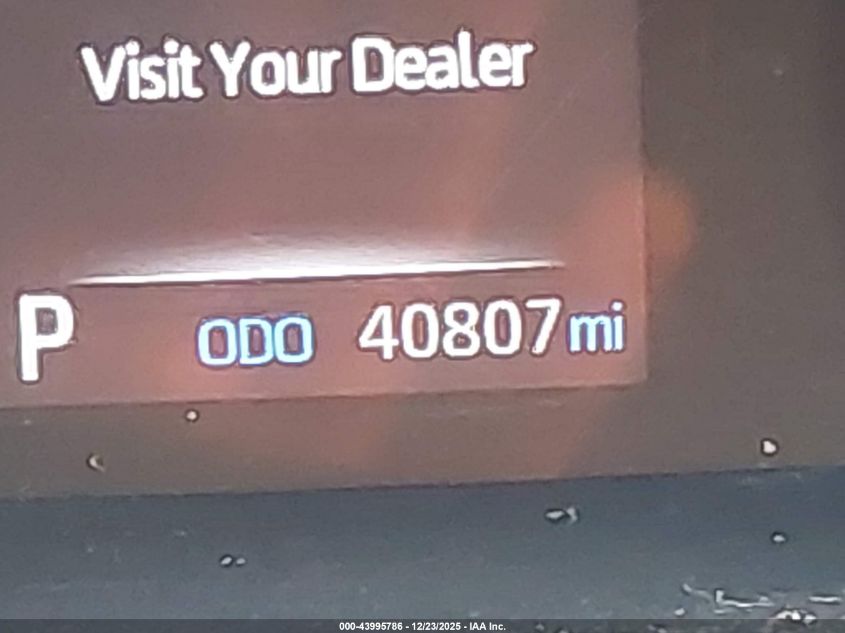 Visit Your Dealer
P ODO 40807 mi
000-43995786 - 12/23/2025 - IAA Inc.